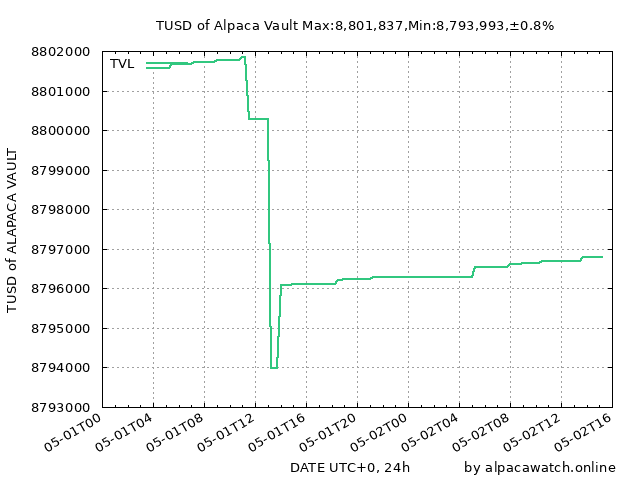 TUSD of Alpaca Vault Max:8,801,837,Min:8,793,993,±0.8%
TVL
8802000
8801000
8800000
8799000
8798000
8797000
8796000
8795000
8794000
8793000
TUSD of ALAPACA VAULT
05-01T00
05-01T04
05-01T08
05-01T12
05-01T16
05-01T20
05-02T00
05-02T04
05-02T08
05-02T12
05-02T16
DATE UTC+0, 24h
by alpacawatch.online